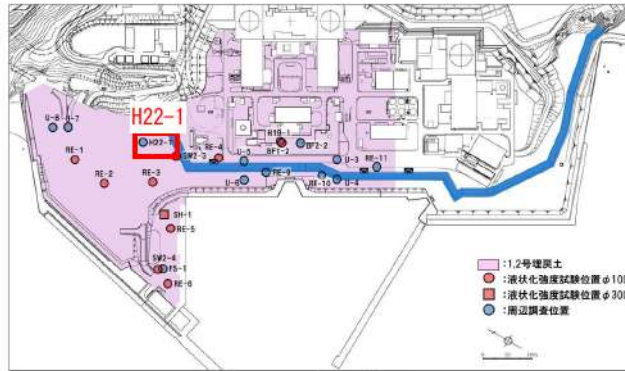 H22-1
U-8
U-7
H22-1
RE-1
SW2-3
RE-4
H19-1
BF1-2
BF2-2
U-5
U-3
RE-11
RE-2
RE-3
U-6
RE-9
RE-10
U-4
SH-1
RE-5
SW2-4
FS-1
RE-6
:1,2号埋戻土
:液状化強度試験位置φ100
:液状化強度試験位置φ300
:周辺調査位置